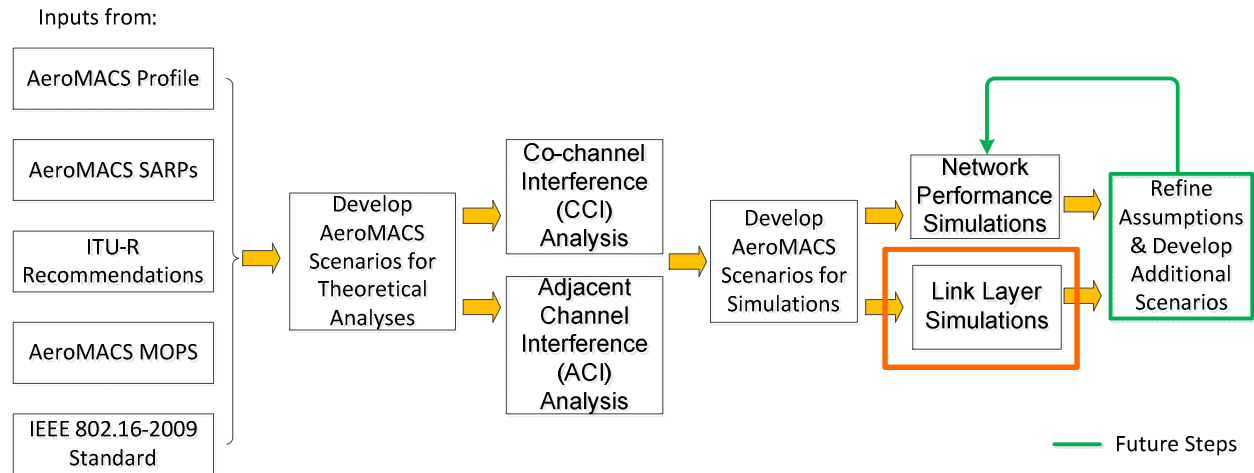 Inputs from:
AeroMACS Profile
AeroMACS SARPs
ITU-R
Recommendations
AeroMACS MOPS
IEEE 802.16-2009
Standard
Develop
AeroMACS
Scenarios for
Theoretical
Analyses
Co-channel
Interference
(CCI)
Analysis
Adjacent
Channel
Interference
(ACI)
Analysis
Develop
AeroMACS
Scenarios for
Simulations
Network
Performance
Simulations
Link Layer
Simulations
Refine
Assumptions
& Develop
Additional
Scenarios
Future Steps